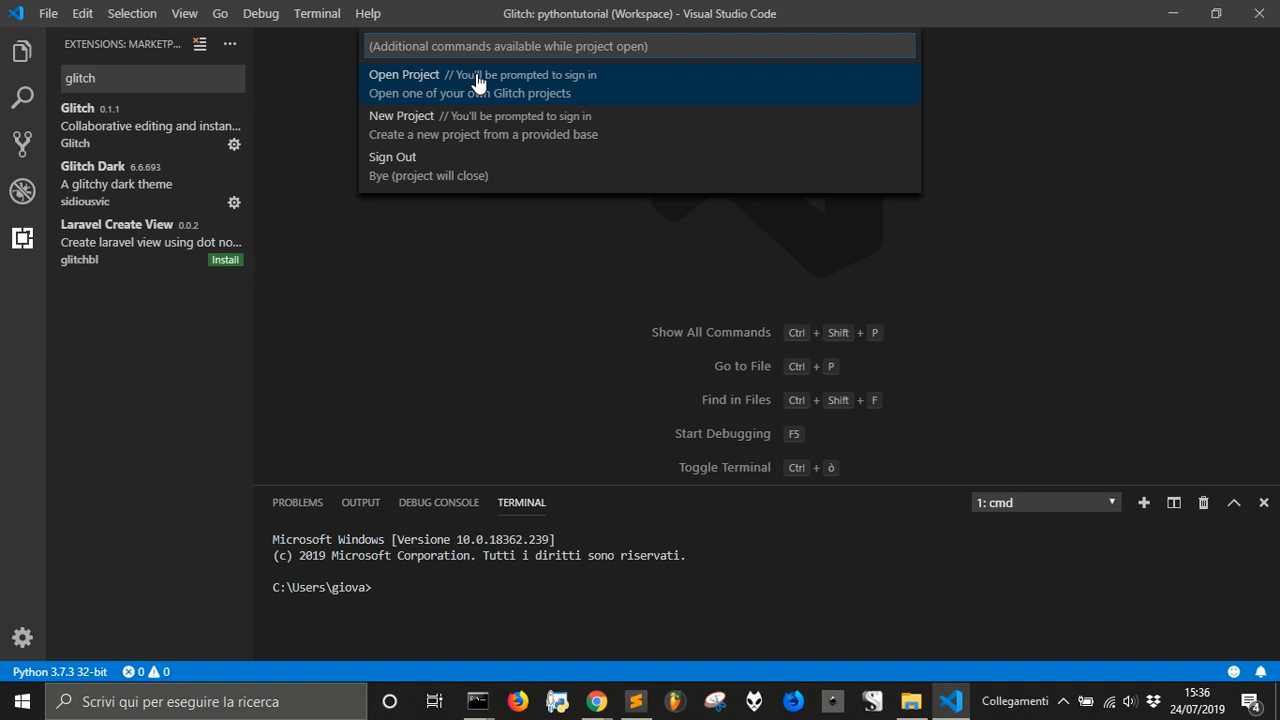 File Edit Selection View Go Debug Terminal Help
Glitch: pythontutorial (Workspace) - Visual Studio Code
EXTENSIONS: MARKETP...
glitch
Glitch 0.1.1
Collaborative editing and instan...
Glitch
Glitch Dark 6.6.693
A glitchy dark theme
sidiousvic
Laravel Create View 0.0.2
Create laravel view using dot no...
glitchbl Install
(Additional commands available while project open)
Open Project // You'll be prompted to sign in
Open one of your own Glitch projects
New Project // You'll be prompted to sign in
Create a new project from a provided base
Sign Out
Bye (project will close)
Show All Commands Ctrl + Shift + P
Go to File Ctrl + P
Find in Files Ctrl + Shift + F
Start Debugging F5
Toggle Terminal Ctrl + ò
PROBLEMS OUTPUT DEBUG CONSOLE TERMINAL 1: cmd
Microsoft Windows [Versione 10.0.18362.239]
(c) 2019 Microsoft Corporation. Tutti i diritti sono riservati.
C:\Users\giova>
Python 3.7.3 32-bit 0 0
Scrivi qui per eseguire la ricerca
Collegamenti
15:36
24/07/2019
4